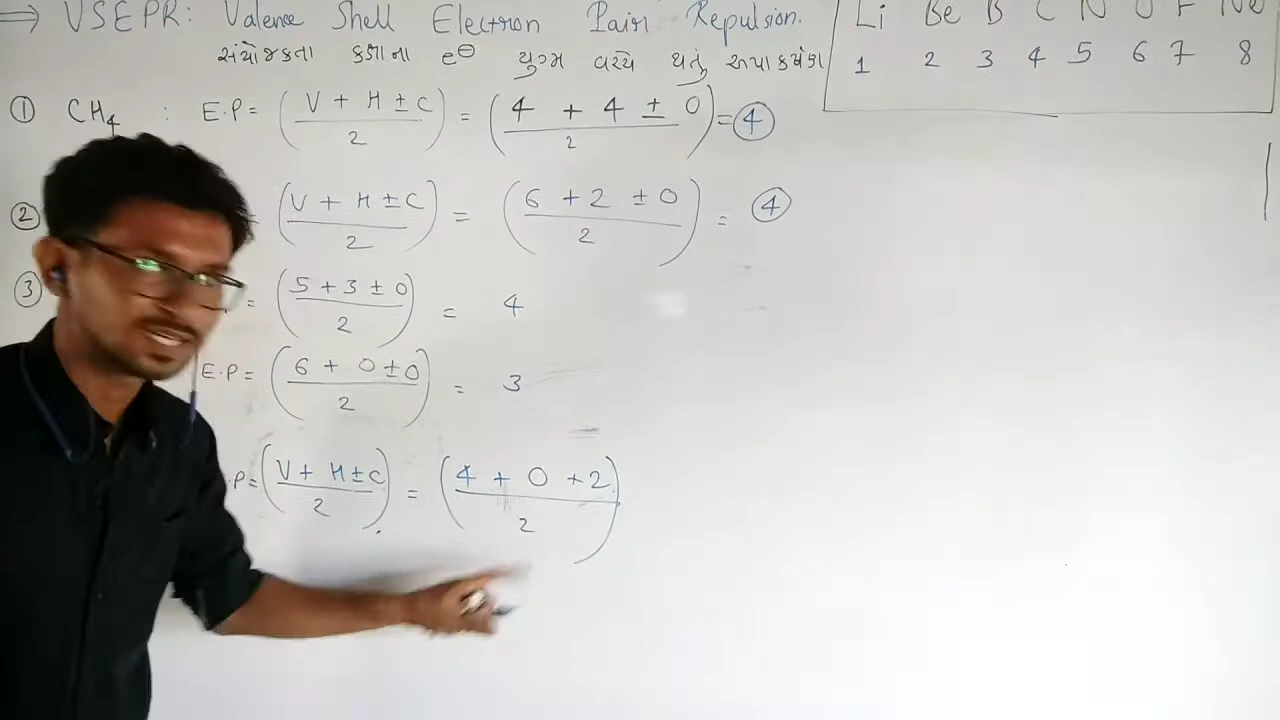 ⇒ VSEPR: Valence Shell Electron Pair Repulsion.
સંયોજકતા કક્ષાના e⊖ યુગ્મ વચ્ચે થતું અપાકર્ષણ
Li Be B C N O F Ne
1 2 3 4 5 6 7 8
① CH₄ : E.P = (V + H ± C / 2) = (4 + 4 ± 0 / 2) = ④
② = (V + H ± C / 2) = (6 + 2 ± 0 / 2) = ④
③ = (5 + 3 ± 0 / 2) = 4
E.P = (6 + 0 ± 0 / 2) = 3
.P = (V + H ± C / 2) = (4 + 0 + 2 / 2)